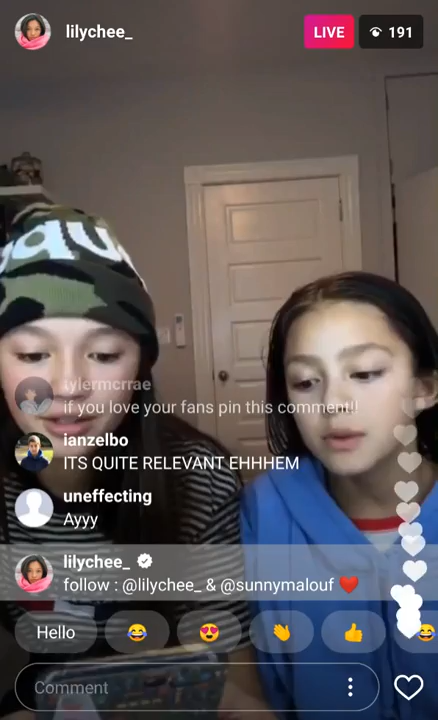 lilychee_
LIVE
191
tylermcrrae
if you love your fans pin this comment!!
ianzelbo
ITS QUITE RELEVANT EHHHEM
uneffecting
Ayyy
lilychee_
follow : @lilychee_ & @sunnymalouf ❤️
Hello 😂 😍 👏 👍 😂
Comment